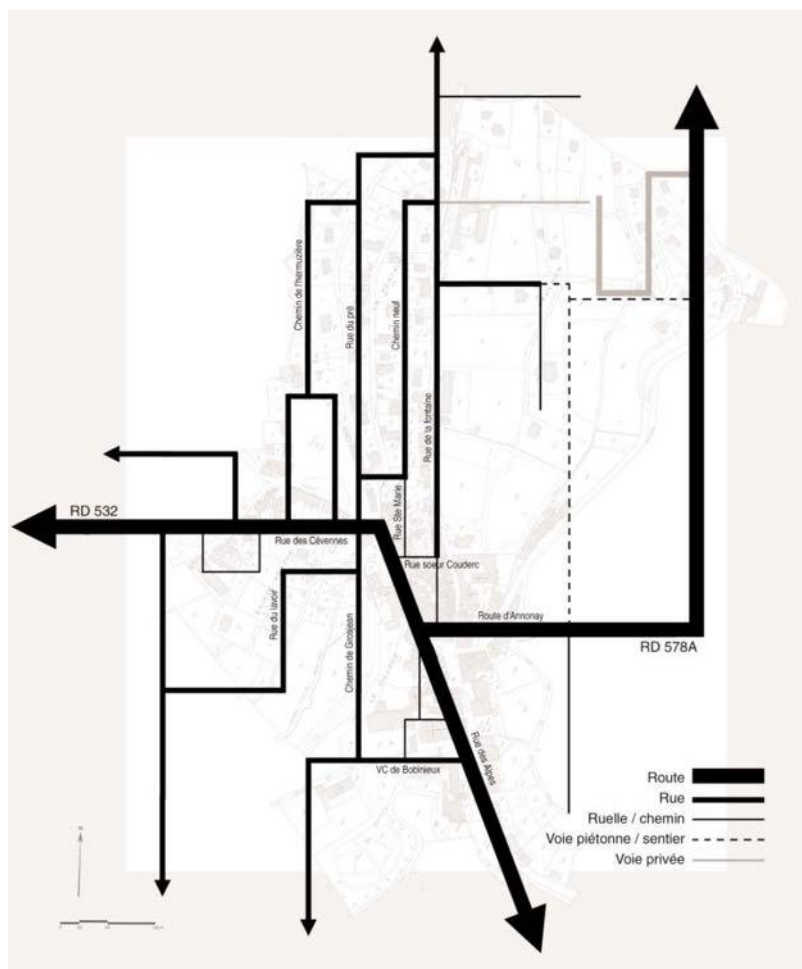 Chemin de l'hermuzière
Rue du pré
Chemin neuf
Rue de la fontaine
RD 532
Rue Ste Marie
Rue des Cévennes
Rue soeur Couderc
Rue du lavoir
Chemin de Grosjean
Route d'Annonay
RD 578A
Rue des Alpes
VC de Bobinieux
Route
Rue
Ruelle / chemin
Voie piétonne / sentier
Voie privée
N